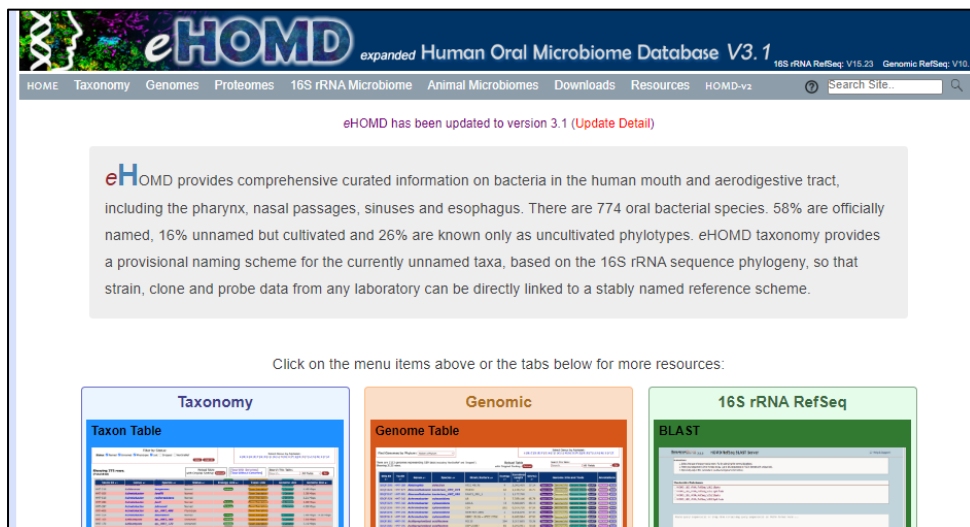 eHOMD expanded Human Oral Microbiome Database V3.1
16S rRNA RefSeq: V15.23 Genomic RefSeq: V10.
HOME Taxonomy Genomes Proteomes 16S rRNA Microbiome Animal Microbiomes Downloads Resources HOMD-V2 ? Search Site..
eHOMD has been updated to version 3.1 (Update Detail)
eHOMD provides comprehensive curated information on bacteria in the human mouth and aerodigestive tract,
including the pharynx, nasal passages, sinuses and esophagus. There are 774 oral bacterial species. 58% are officially
named, 16% unnamed but cultivated and 26% are known only as uncultivated phylotypes. eHOMD taxonomy provides
a provisional naming scheme for the currently unnamed taxa, based on the 16S rRNA sequence phylogeny, so that
strain, clone and probe data from any laboratory can be directly linked to a stably named reference scheme.
Click on the menu items above or the tabs below for more resources:
Taxonomy Genomic 16S rRNA RefSeq
Taxon Table Genome Table BLAST